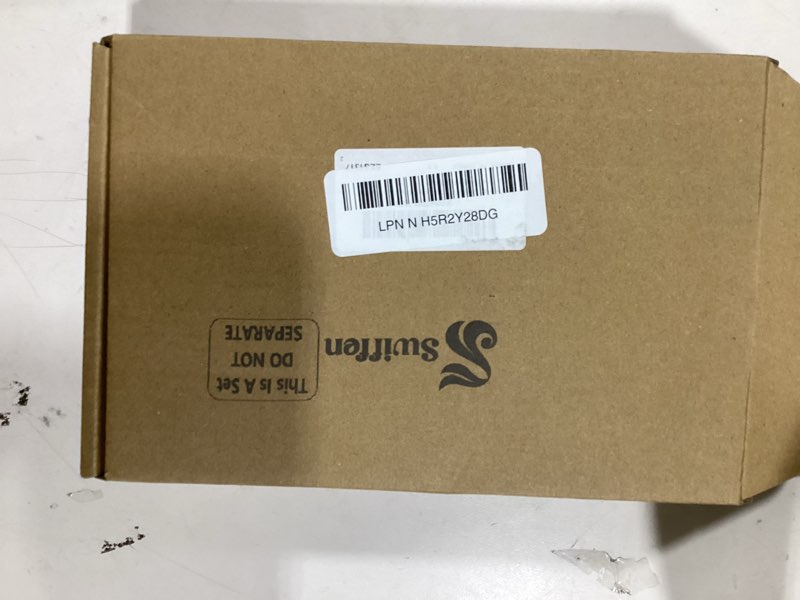 LPN N H5R2Y28DG
Swiffen
This Is A Set
DO NOT
SEPARATE